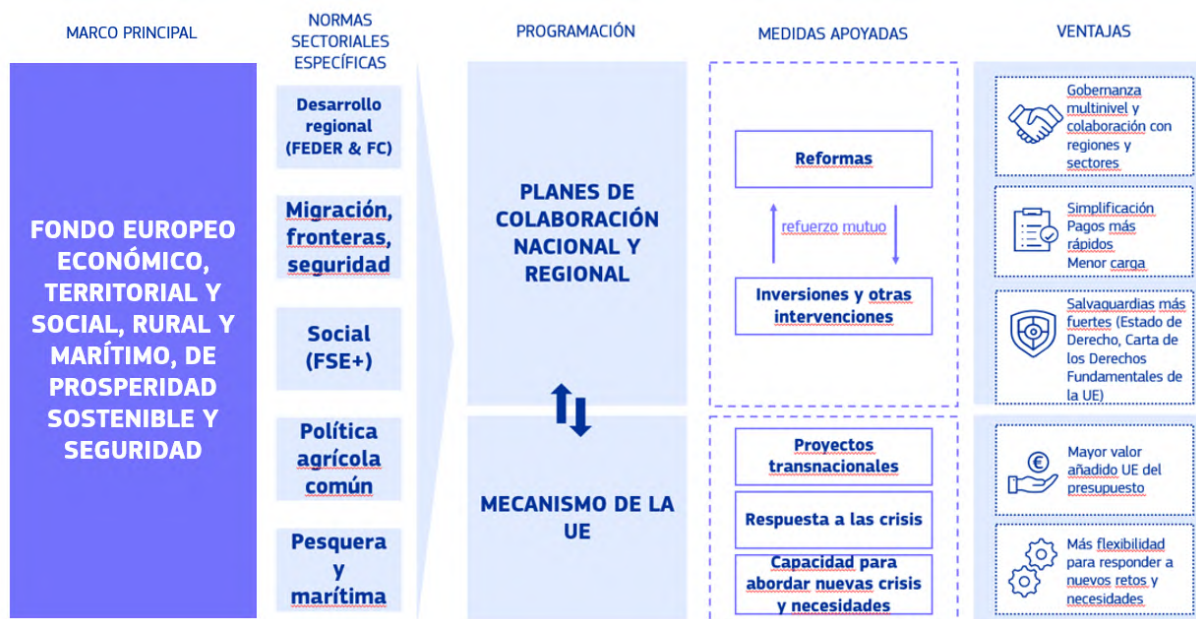 MARCO PRINCIPAL
FONDO EUROPEO
ECONÓMICO,
TERRITORIAL Y
SOCIAL, RURAL Y
MARÍTIMO, DE
PROSPERIDAD
SOSTENIBLE Y
SEGURIDAD
NORMAS
SECTORIALES
ESPECÍFICAS
Desarrollo
regional
(FEDER & FC)
Migración,
fronteras,
seguridad
Social
(FSE+)
Política
agrícola
común
Pesquera
y
marítima
PROGRAMACIÓN
PLANES DE
COLABORACIÓN
NACIONAL Y
REGIONAL
MECANISMO DE LA
UE
MEDIDAS APOYADAS
Reformas
refuerzo mutuo
Inversiones y otras
intervenciones
Proyectos
transnacionales
Respuesta a las crisis
Capacidad para
abordar nuevas crisis
y necesidades
VENTAJAS
Gobernanza
multinivel y
colaboración con
regiones y
sectores
Simplificación
Pagos más
rápidos
Menor carga
Salvaguardias más
fuertes (Estado de
Derecho, Carta de
los Derechos
Fundamentales de
la UE)
€
Mayor valor
añadido UE del
presupuesto
Más flexibilidad
para responder a
nuevos retos y
necesidades